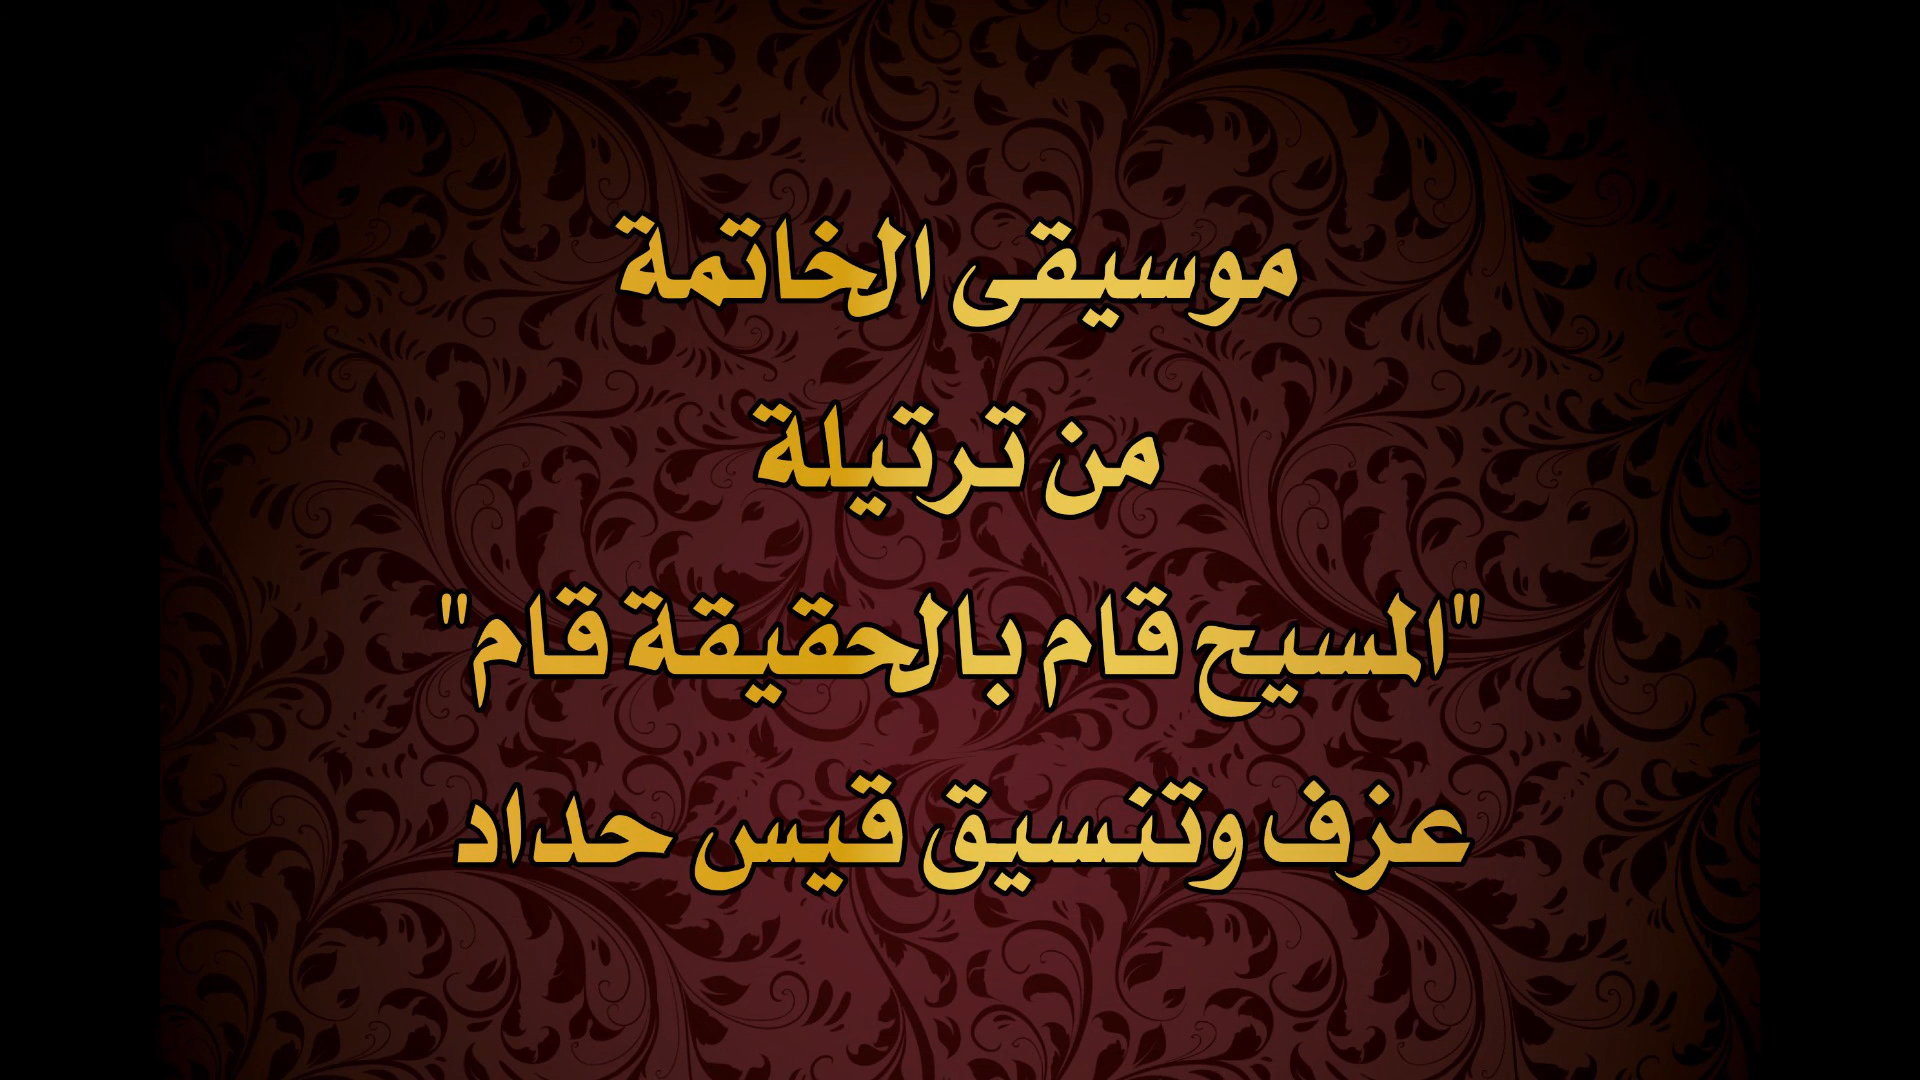 موسيقى الخاتمة
من ترتيلة
"المسيح قام بالحقيقة قام"
عزف وتنسيق قيس حداد